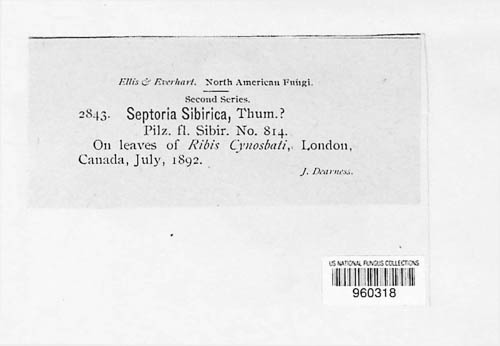 Ellis & Everhart. North American Fungi.
Second Series.
2843. Septoria Sibirica, Thum.?
Pilz. fl. Sibir. No. 814.
On leaves of Ribis Cynosbati, London,
Canada, July, 1892.
J. Dearness.
US NATIONAL FUNGUS COLLECTIONS
960318